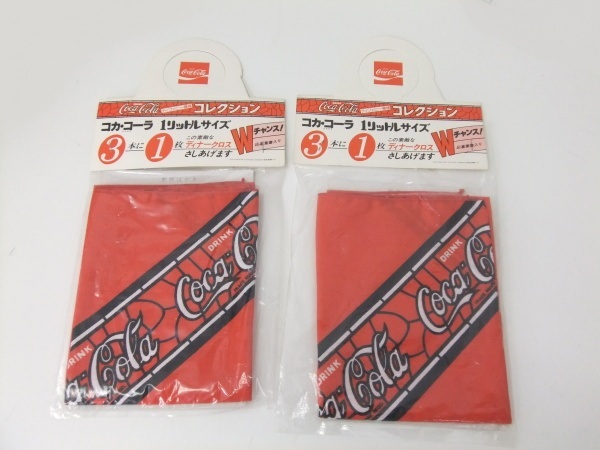 Coca-Cola
Coca-Cola コレクション
コカ・コーラ 1リットルサイズ
3本に1枚
この素敵な
ディナークロス
さしあげます
Wチャンス!
DRINK
Coca-Cola
DRINK
Coca-Cola
Coca-Cola
Coca-Cola コレクション
コカ・コーラ 1リットルサイズ
3本に1枚
この素敵な
ディナークロス
さしあげます
Wチャンス!
DRINK
Coca-Co
DRINK
Coca-Cola